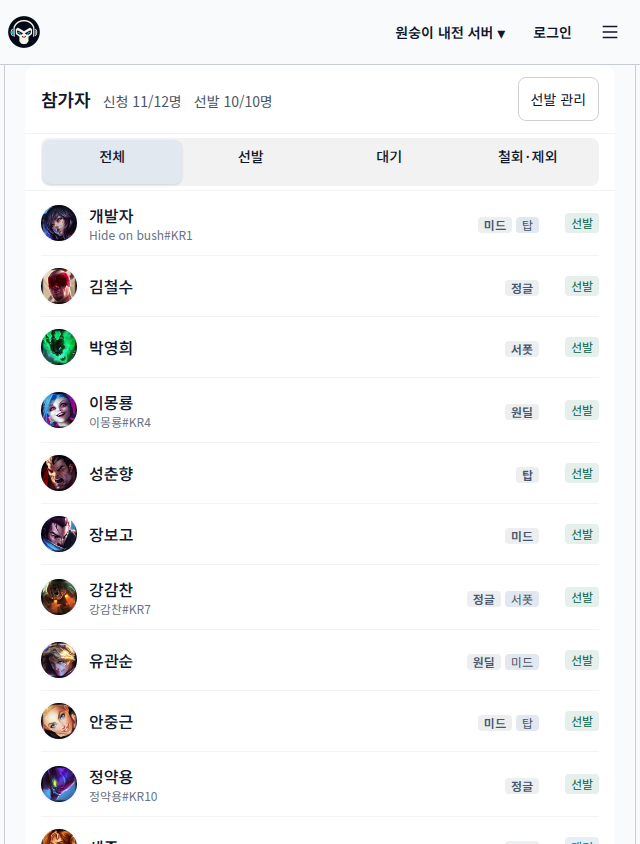 원숭이 내전 서버 ▾ 로그인
참가자 신청 11/12명 선발 10/10명 선발 관리
전체 선발 대기 철회·제외
개발자 미드 탑 선발
Hide on bush#KR1
김철수 정글 선발
박영희 서폿 선발
이몽룡 원딜 선발
이몽룡#KR4
성춘향 탑 선발
장보고 미드 선발
강감찬 정글 서폿 선발
강감찬#KR7
유관순 원딜 미드 선발
안중근 미드 탑 선발
정약용 정글 선발
정약용#KR10